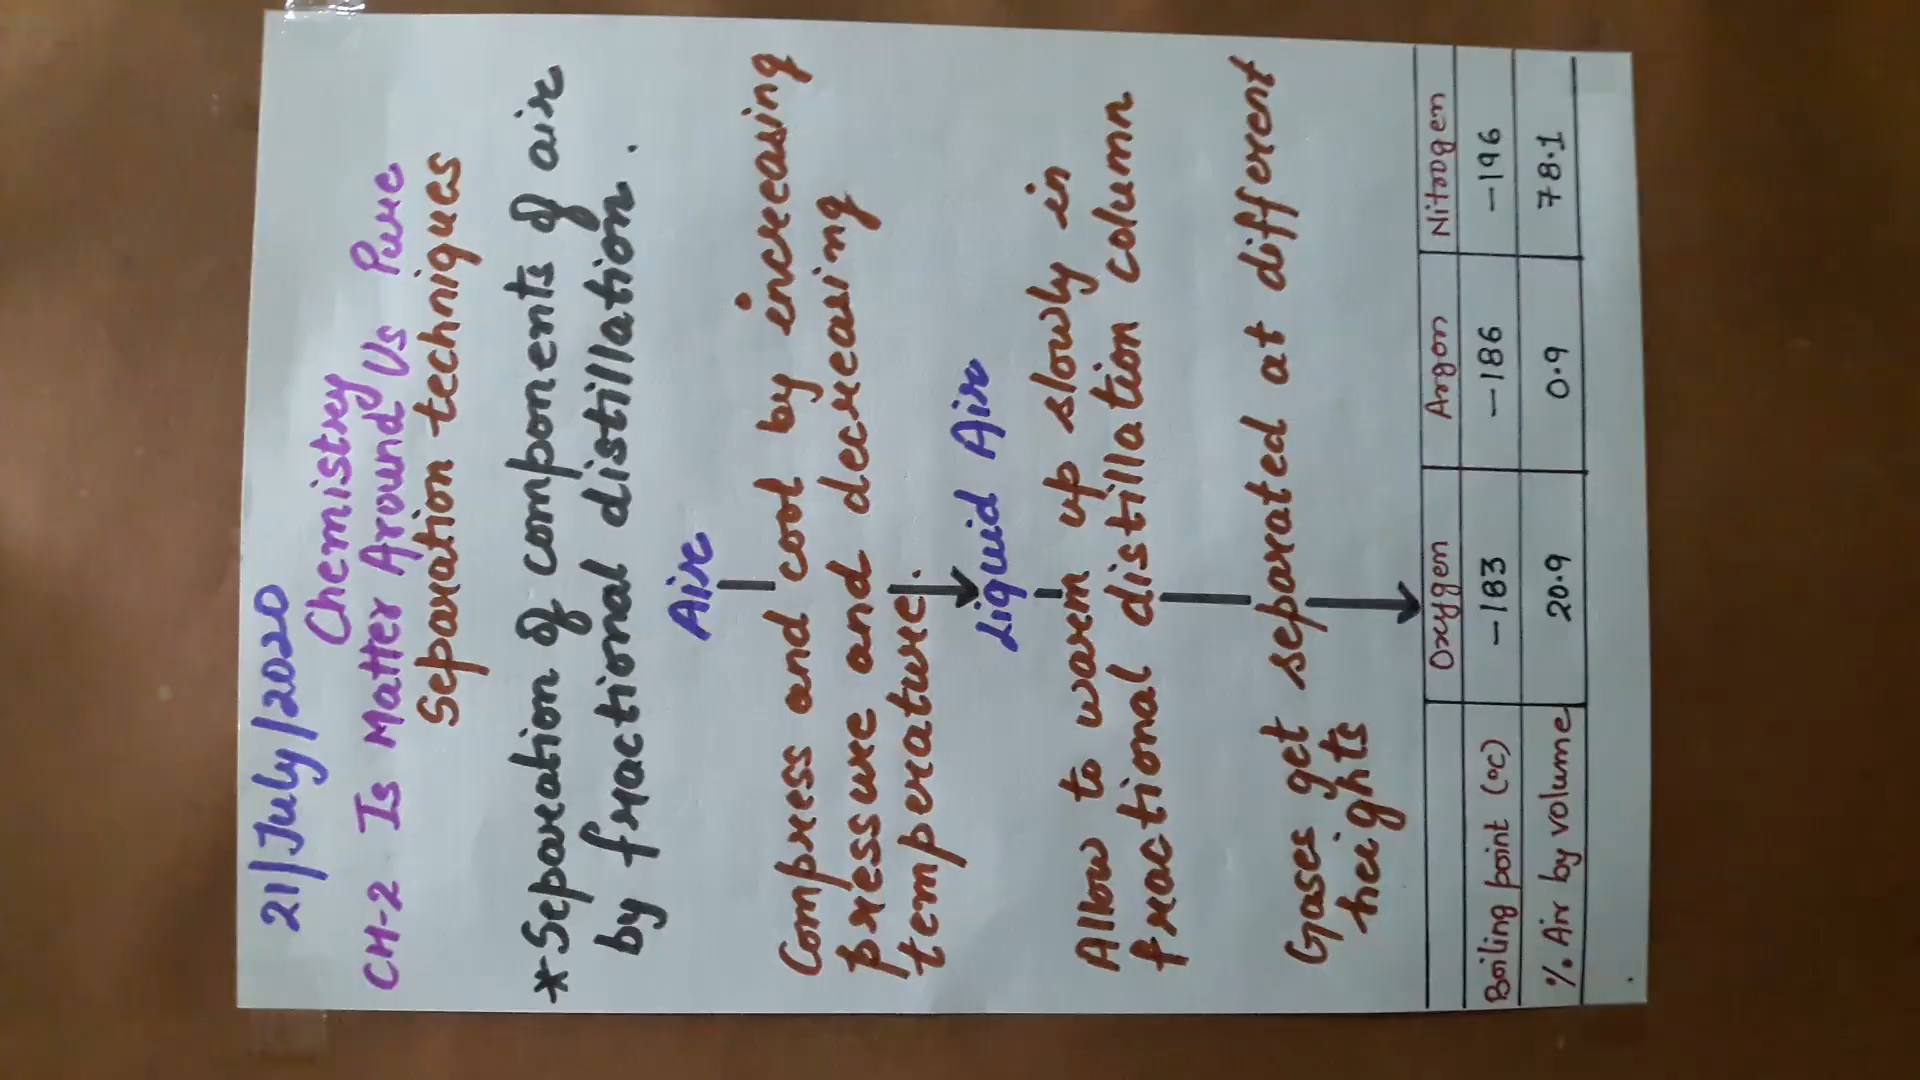 21/July/2020
Chemistry
CH-2 Is Matter Around Us Pure
Separation techniques
*Separation of components of air
by fractional distillation.
Air
Compress and cool by increasing
pressure and decreasing
temperature.
Liquid Air
Allow to warm up slowly in
fractional distillation column
Gases get separated at different
heights
Oxygen Argon Nitrogen
Boiling point (°C) -183 -186 -196
% Air by volume 20.9 0.9 78.1